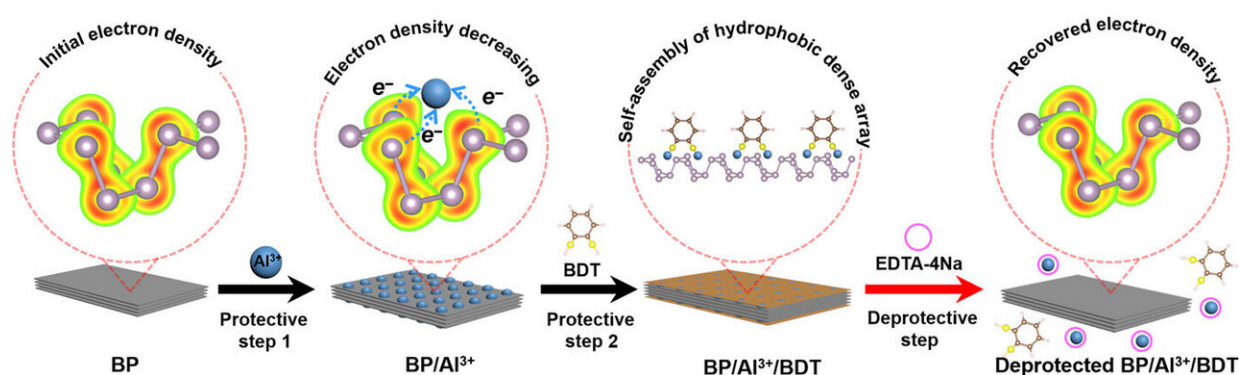 Initial electron density
Electron density decreasing
e⁻
e⁻
e⁻
Self-assembly of hydrophobic dense array
Recovered electron density
Al³⁺
Protective
step 1
BDT
Protective
step 2
EDTA-4Na
Deprotective
step
BP
BP/Al³⁺
BP/Al³⁺/BDT
Deprotected BP/Al³⁺/BDT